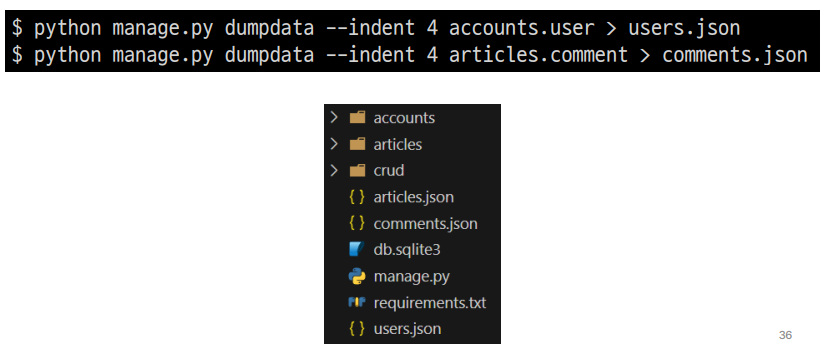 $ python manage.py dumpdata --indent 4 accounts.user > users.json
$ python manage.py dumpdata --indent 4 articles.comment > comments.json
accounts
articles
crud
articles.json
comments.json
db.sqlite3
manage.py
requirements.txt
users.json
36